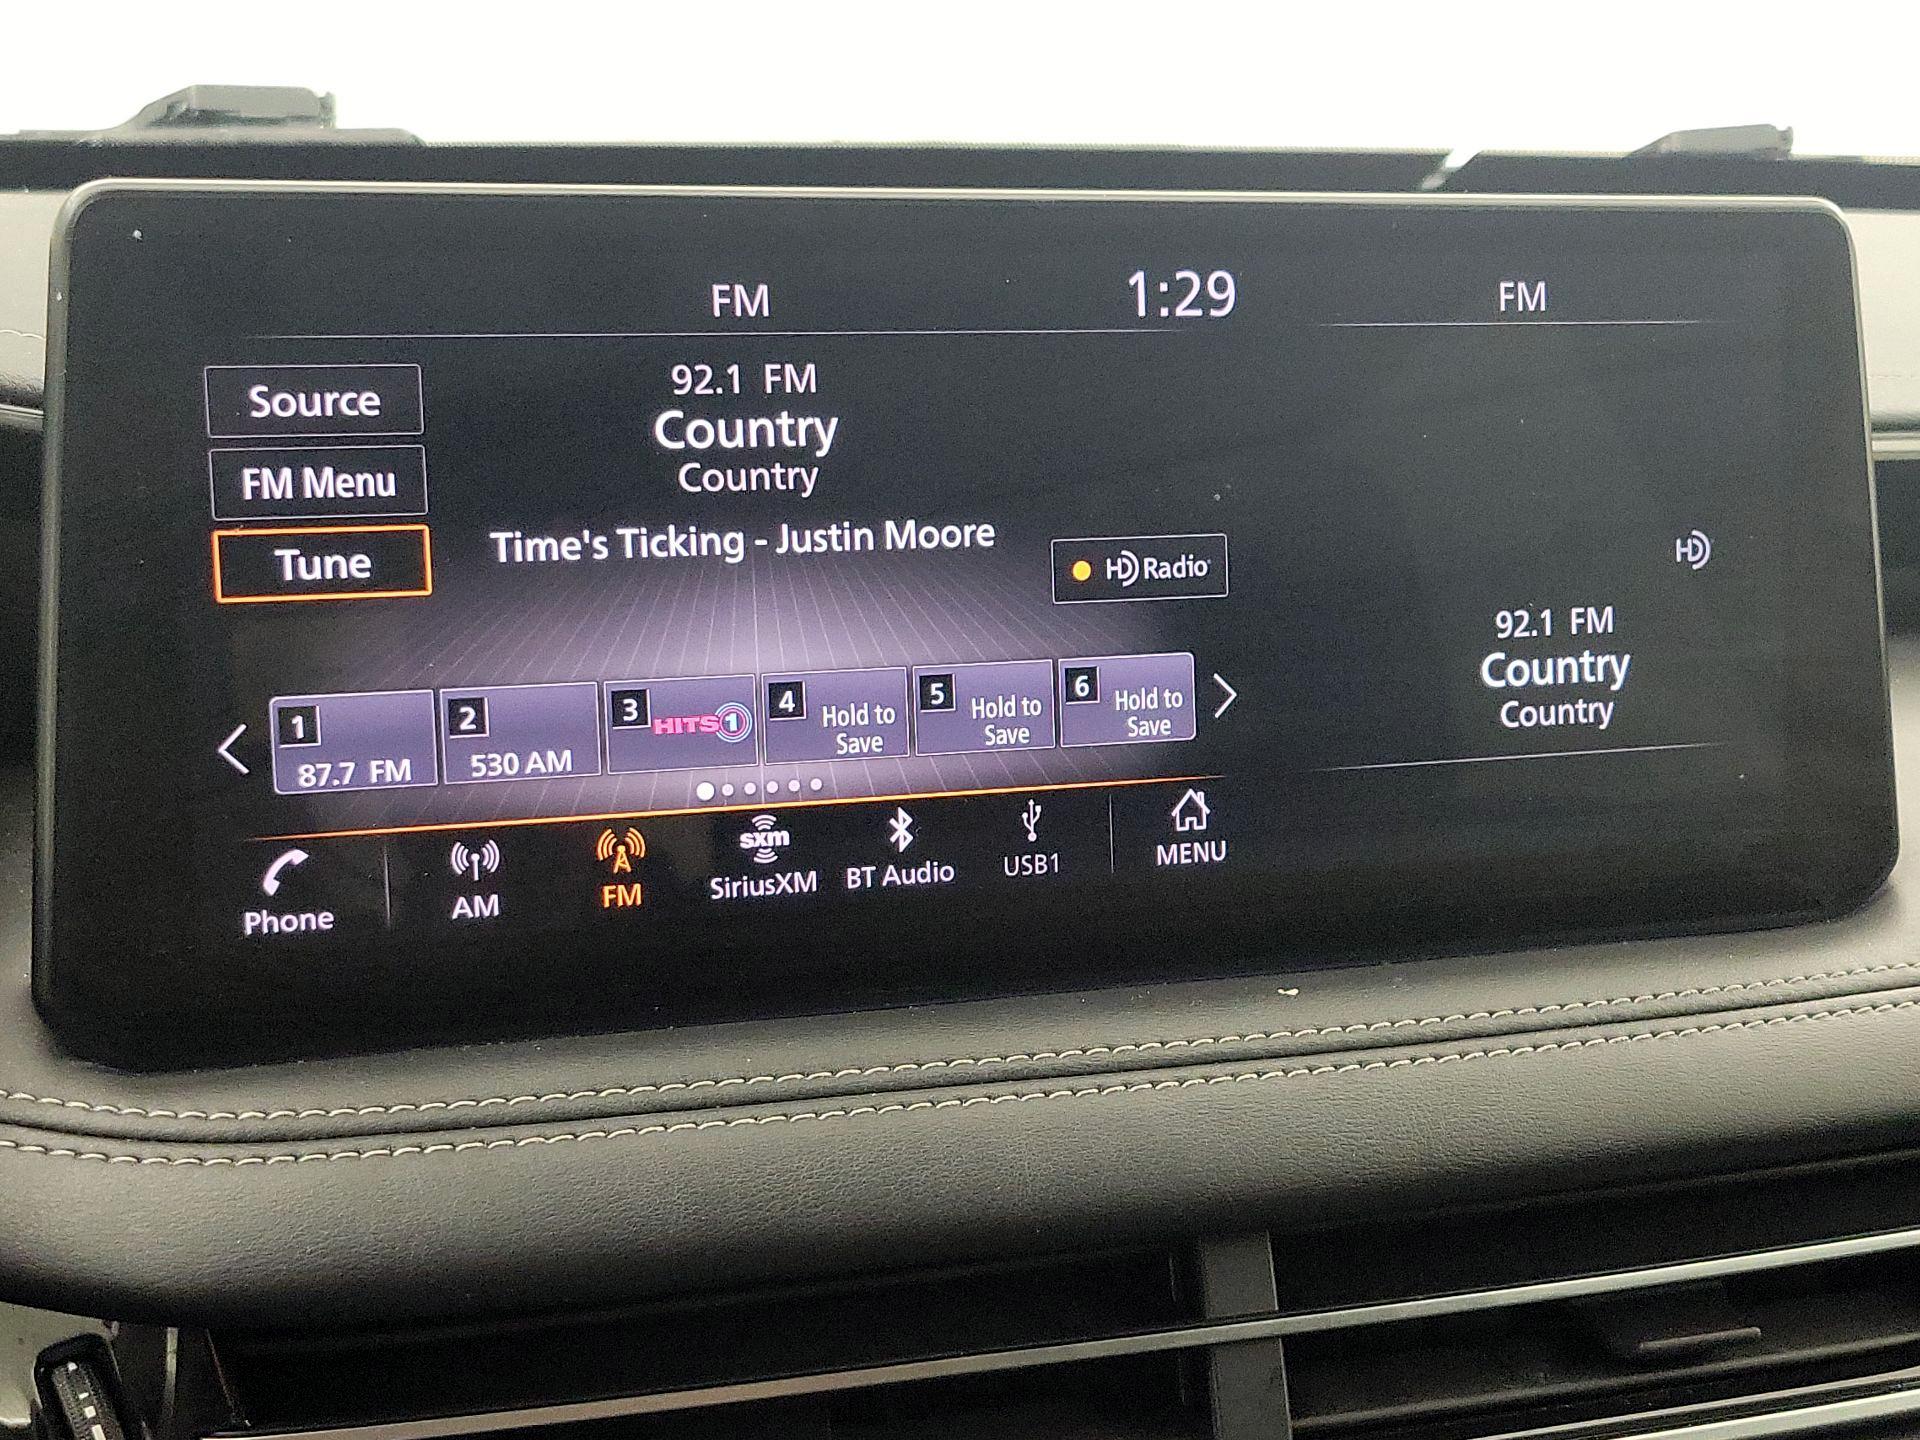 FM
1:29
FM
Source
FM Menu
Tune
92.1 FM
Country
Country
Time's Ticking - Justin Moore
HD Radio
1
87.7 FM
2
530 AM
3
HITS 1
4
Hold to
Save
5
Hold to
Save
6
Hold to
Save
Phone
AM
FM
sxm
SiriusXM
BT Audio
USB1
MENU
HD
92.1 FM
Country
Country